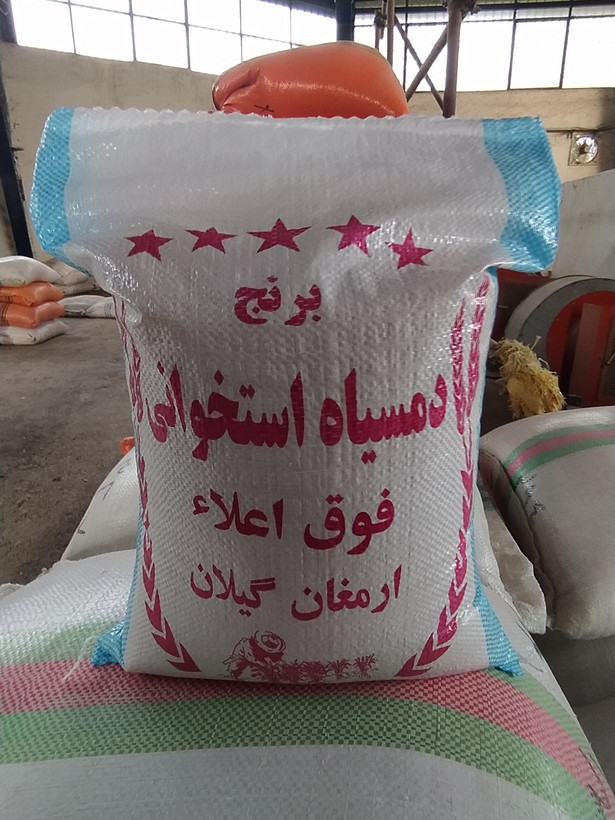 برنج
دمسیاه استخوانی
فوق اعلاء
ارمغان گیلان